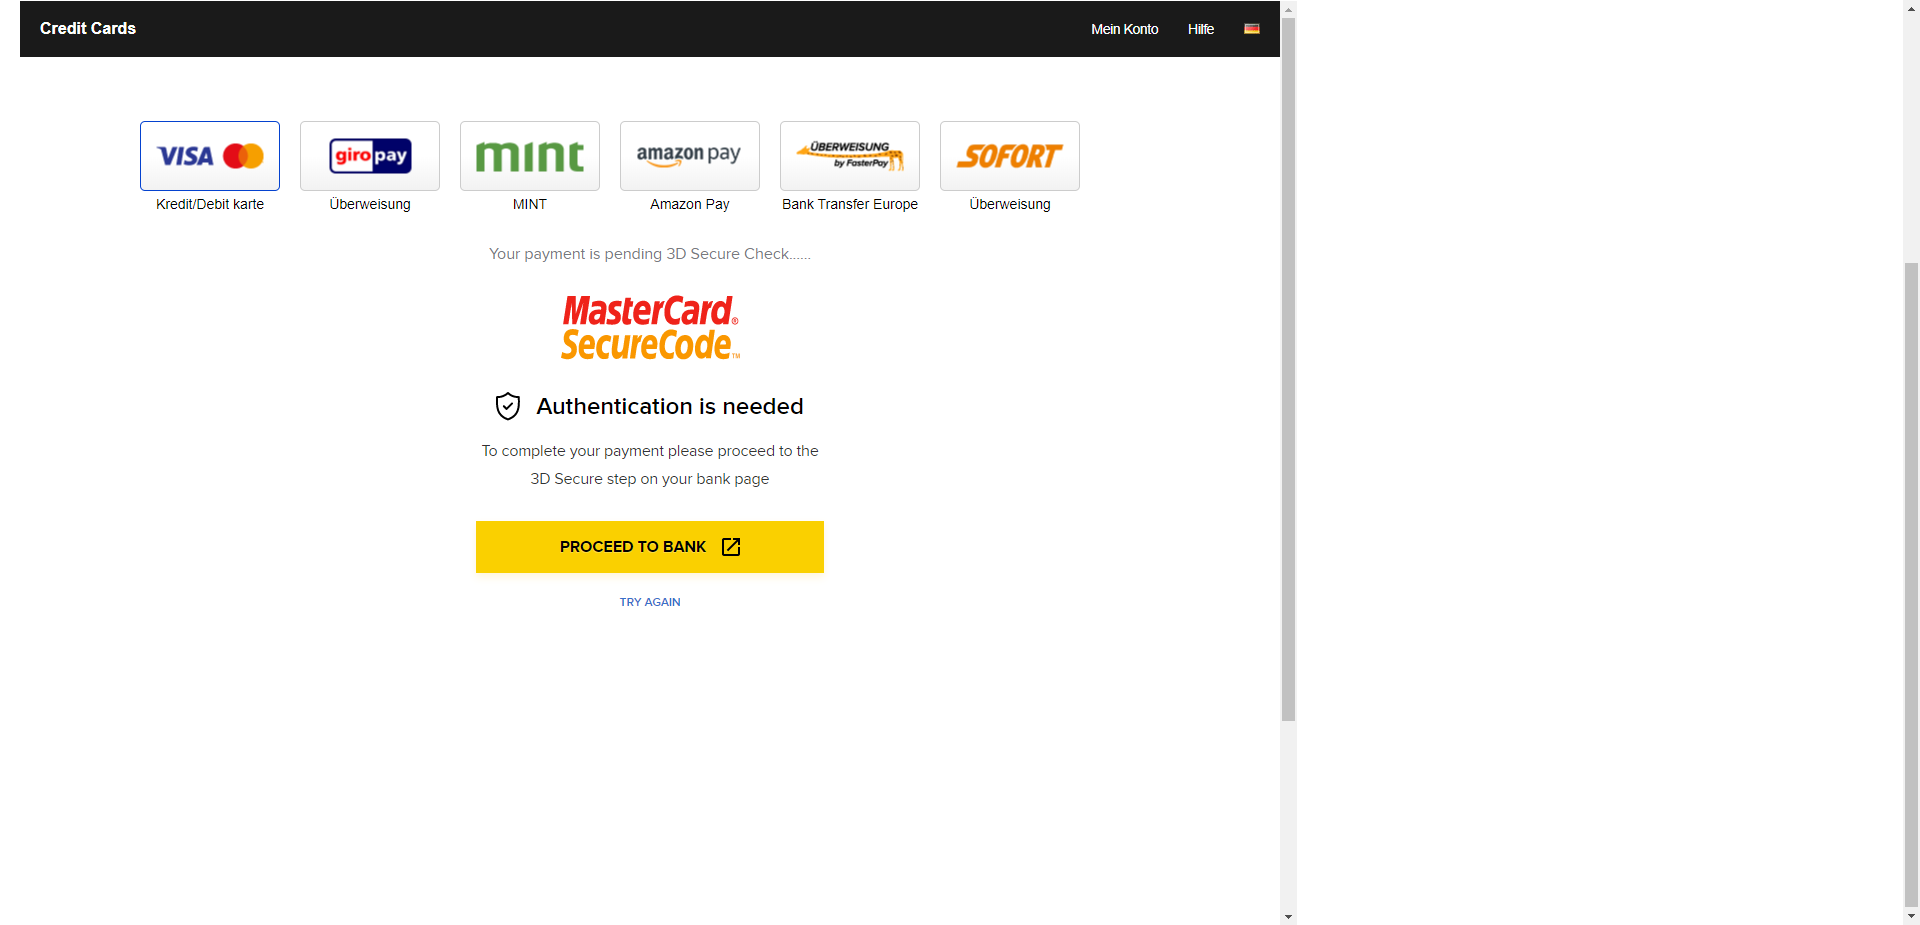 Credit Cards
Mein Konto
Hilfe
VISA
giropay
mint
amazon pay
ÜBERWEISUNG
by FasterPay
SOFORT
Kredit/Debit karte
Überweisung
MINT
Amazon Pay
Bank Transfer Europe
Überweisung
Your payment is pending 3D Secure Check......
MasterCard®
SecureCode™
Authentication is needed
To complete your payment please proceed to the
3D Secure step on your bank page
PROCEED TO BANK
TRY AGAIN